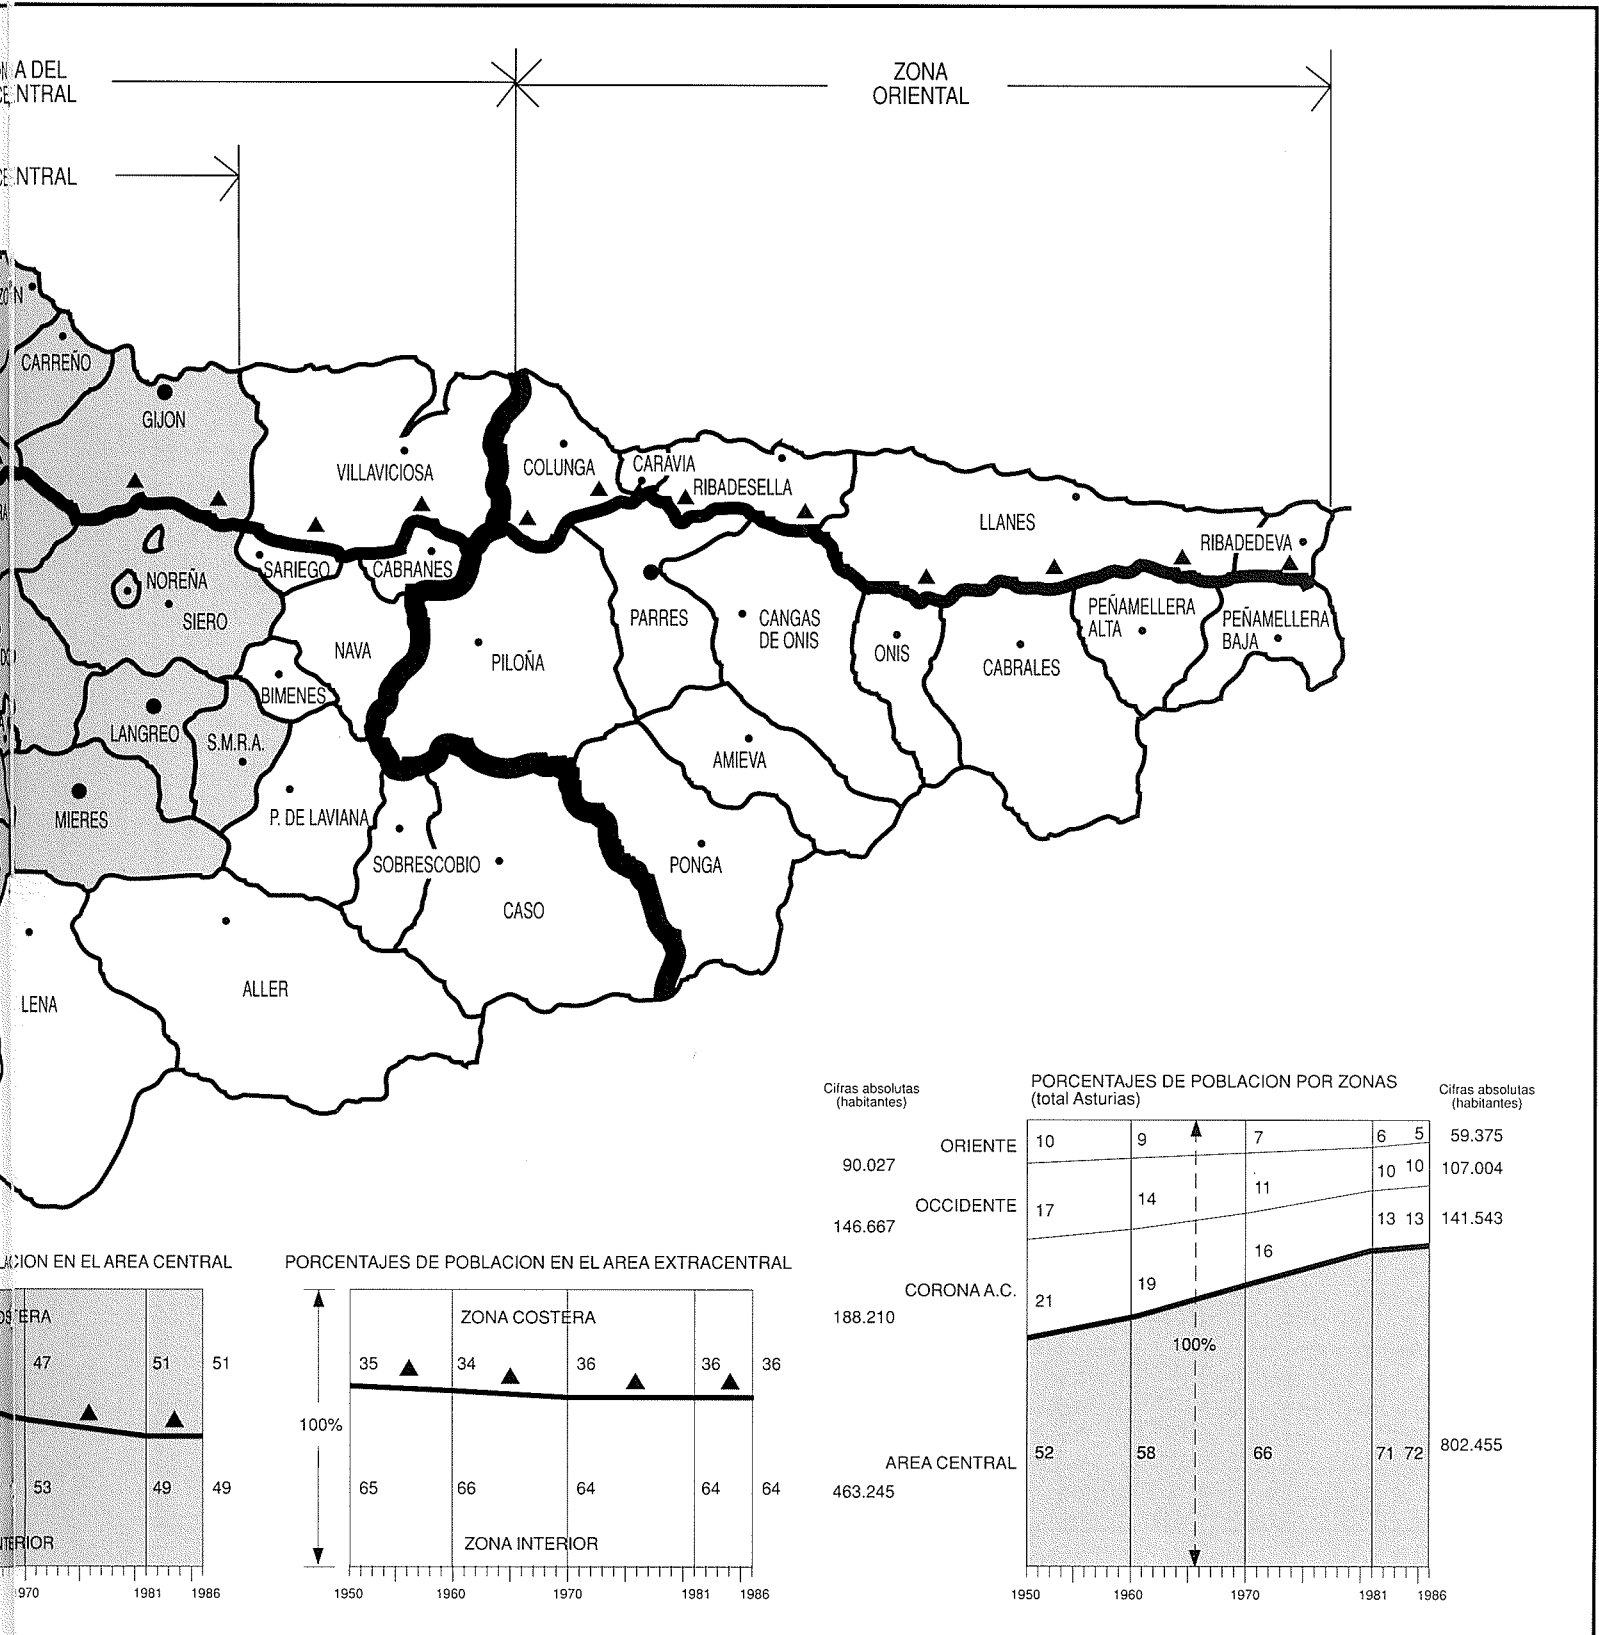 A DEL
CENTRAL
ZONA
ORIENTAL
CENTRAL
CARREÑO
GIJON
VILLAVICIOSA
COLUNGA
CARAVIA
RIBADESELLA
LLANES
RIBADEDEVA
SARIEGO
CABRANES
NOREÑA
SIERO
NAVA
PILOÑA
PARRES
CANGAS
DE ONIS
ONIS
CABRALES
PEÑAMELLERA
ALTA
PEÑAMELLERA
BAJA
BIMENES
LANGREO
S.M.R.A.
AMIEVA
MIERES
P. DE LAVIANA
SOBRESCOBIO
PONGA
CASO
ALLER
LENA
ACION EN EL AREA CENTRAL
47 51 51
53 49 49
1970 1981 1986
PORCENTAJES DE POBLACION EN EL AREA EXTRACENTRAL
ZONA COSTERA
35 34 36 36 36
100%
65 66 64 64 64
ZONA INTERIOR
1950 1960 1970 1981 1986
PORCENTAJES DE POBLACION POR ZONAS
(total Asturias)
Cifras absolutas
(habitantes)
Cifras absolutas
(habitantes)
ORIENTE 10 9 7 6 5 59.375
90.027 10 10 107.004
OCCIDENTE 17 14 11
146.667 13 13 141.543
CORONA A.C. 21 19 16
188.210
100%
AREA CENTRAL 52 58 66 71 72 802.455
463.245
1950 1960 1970 1981 1986